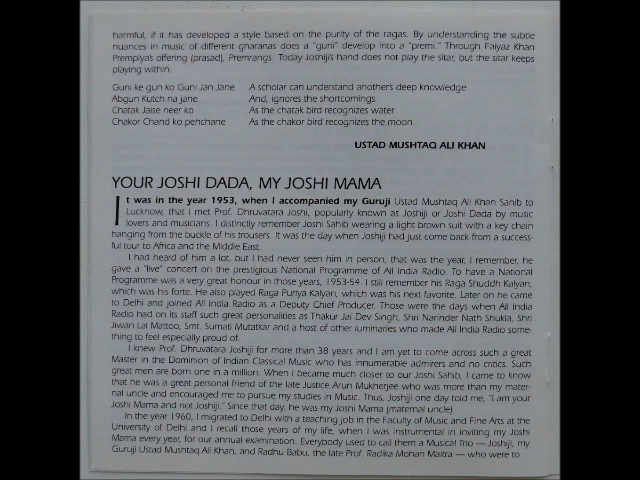 harmful, if it has developed a style based on the purity of the ragas. By understanding the subtle
nuances in music of different gharanas does a "guni" develop into a "premi." Through Faiyaz Khan
Prempiyas offering (prasad), Premrangs. Today Joshiji's hand does not play the sitar, but the sitar keeps
playing within.
Guni ke gun ko Guni Jan Jane A scholar can understand another's deep knowledge
Abgun Kutch na jane And, ignores the shortcomings
Chatak Jaise neer ko As the chatak bird recognizes water
Chakor Chand ko pehchane As the chakor bird recognizes the moon
USTAD MUSHTAQ ALI KHAN
YOUR JOSHI DADA, MY JOSHI MAMA
It was in the year 1953, when I accompanied my Guruji Ustad Mushtaq Ali Khan Sahib to
Lucknow, that I met Prof. Dhruvatara Joshi, popularly known as Joshiji or Joshi Dada by music
lovers and musicians. I distinctly remember Joshi Sahib wearing a light brown suit with a key chain
hanging from the buckle of his trousers. It was the day when Joshiji had just come back from a success-
ful tour to Africa and the Middle East.
I had heard of him a lot, but I had never seen him in person; that was the year, I remember, he
gave a "live" concert on the prestigious National Programme of All India Radio. To have a National
Programme was a very great honour in those years, 1953-54. I still remember his Raga Shuddh Kalyan,
which was his forte. He also played Raga Puriya Kalyan, which was his next favorite. Later on he came
to Delhi and joined All India Radio as a Deputy Chief Producer. Those were the days when All India
Radio had on its staff such great personalities as Thakur Jai Dev Singh, Shri Narinder Nath Shukla, Shri
Jiwan Lal Mattoo, Smt. Sumati Mutatkar and a host of other luminaries who made All India Radio some-
thing to feel especially proud of.
I knew Prof. Dhruvatara Joshiji for more than 38 years and I am yet to come across such a great
Master in the Dominion of Indian Classical Music who has innumerable admirers and no critics. Such
great men are born one in a million. When I became much closer to our Joshi Sahib, I came to know
that he was a great personal friend of the late Justice Arun Mukherjee who was more than my mater-
nal uncle and encouraged me to pursue my studies in Music. Thus, Joshiji one day told me, "I am your
Joshi Mama and not Joshiji." Since that day, he was my Joshi Mama (maternal uncle).
In the year 1960, I migrated to Delhi with a teaching job in the Faculty of Music and Fine Arts at the
University of Delhi and I recall those years of my life, when I was instrumental in inviting my Joshi
Mama every year, for our annual examination. Everybody used to call them a Musical Trio — Joshiji, my
Guruji Ustad Mushtaq Ali Khan, and Radhu Babu, the late Prof. Radika Mohan Maitra — who were to